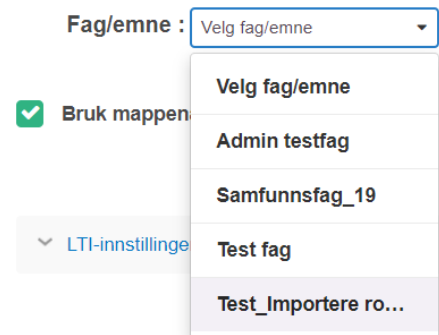 Fag/emne :
Velg fag/emne
Velg fag/emne
Admin testfag
Samfunnsfag_19
Test fag
Test_Importere ro...
Bruk mappen
LTI-innstillinge